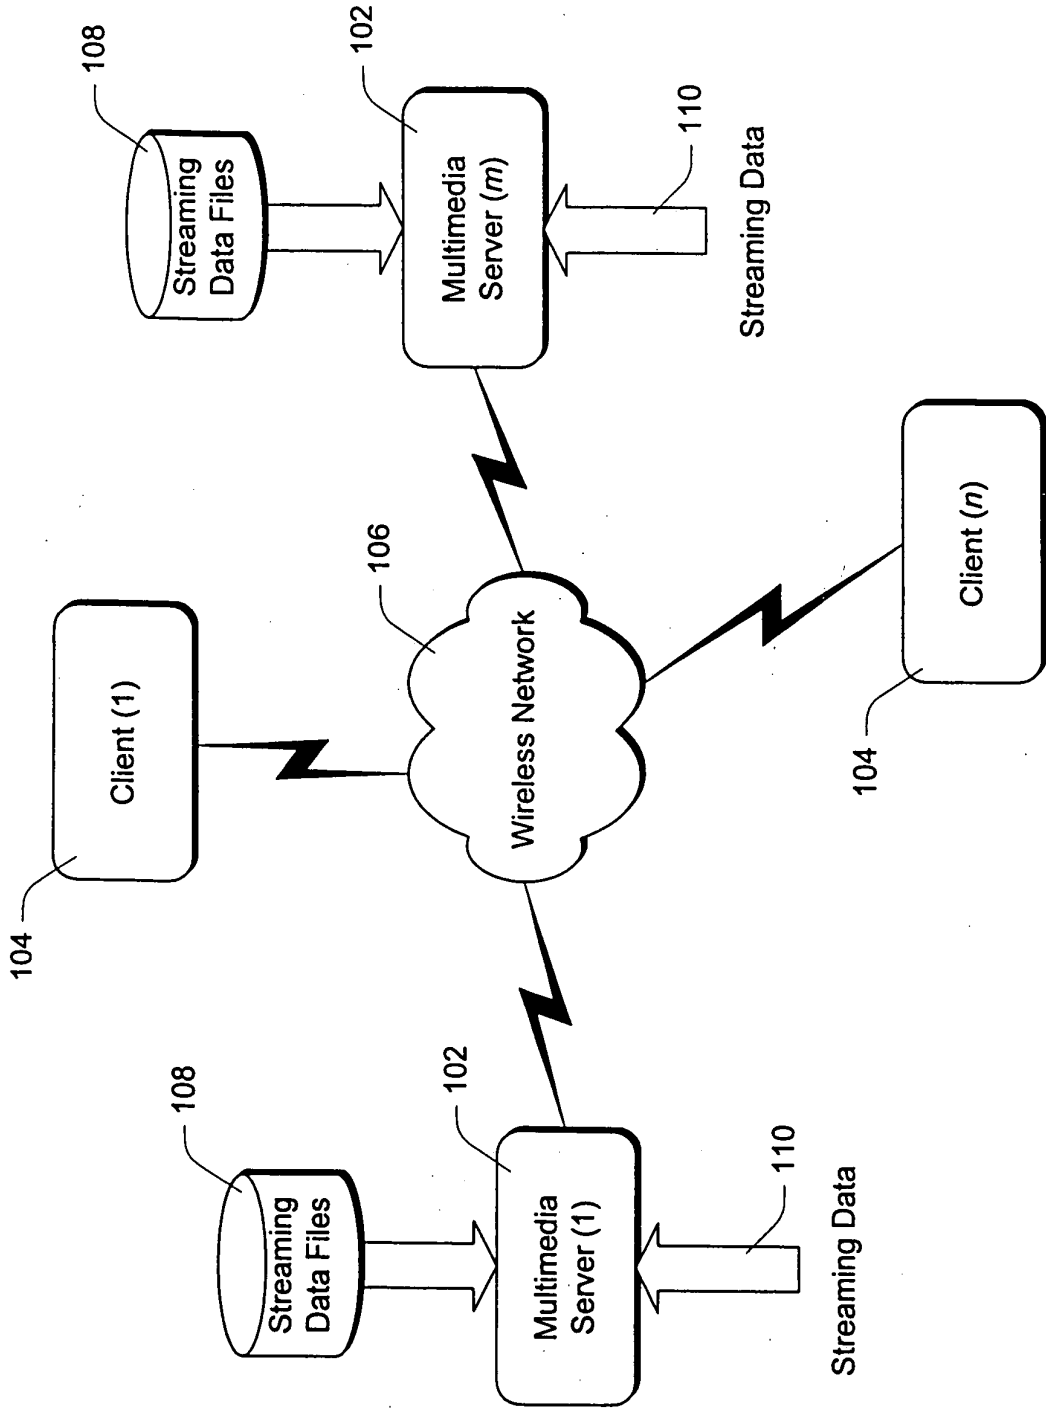 104
Client (1)
108
Streaming
Data Files
108
Streaming
Data Files
102
Multimedia
Server (1)
106
Wireless Network
102
Multimedia
Server (m)
110
Streaming Data
110
Streaming Data
104
Client (n)